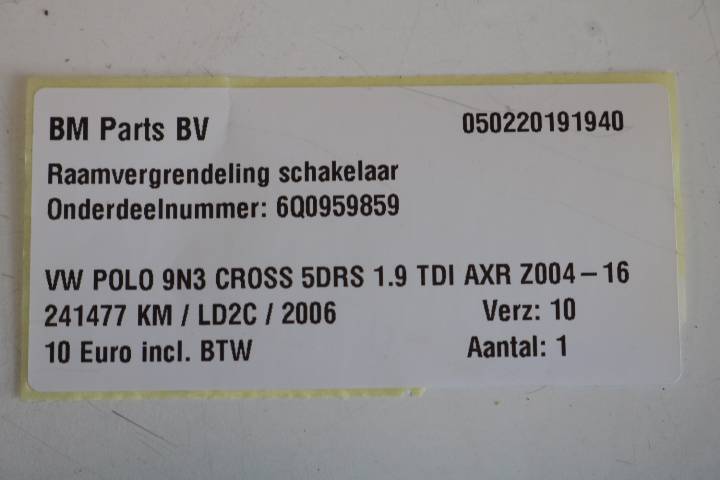 BM Parts BV 050220191940
Raamvergrendeling schakelaar
Onderdeelnummer: 6Q0959859
VW POLO 9N3 CROSS 5DRS 1.9 TDI AXR Z004-16
241477 KM / LD2C / 2006 Verz: 10
10 Euro incl. BTW Aantal: 1